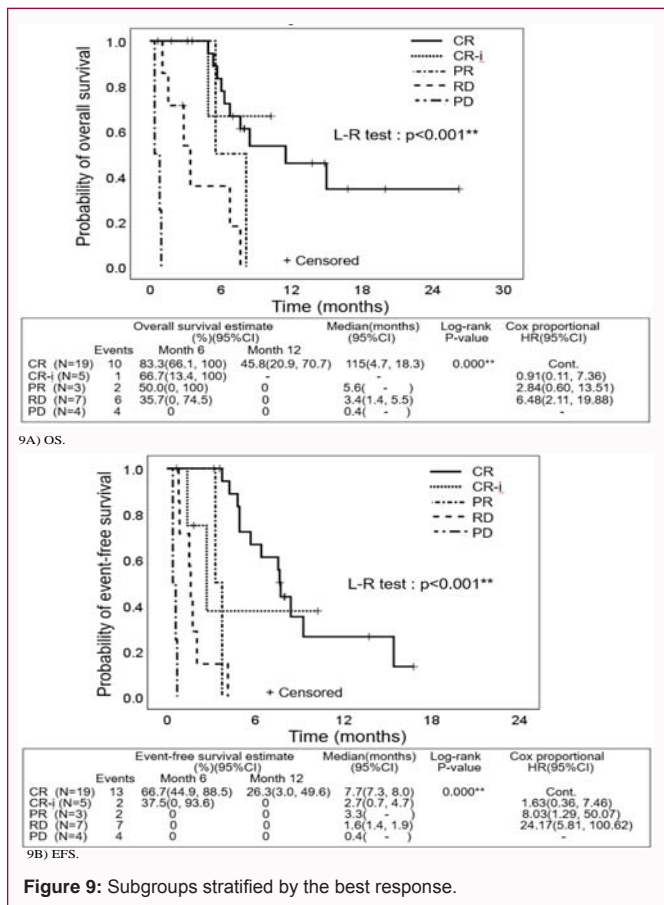 1.0
0.8
0.6
0.4
0.2
0.0
Probability of overall survival
CR
CR-i
PR
RD
PD
L-R test : p<0.001**
+ Censored
0 6 12 18 24 30
Time (months)
Overall survival estimate Median(months) Log-rank Cox proportional
(%)(95%CI) (95%CI) P-value HR(95%CI)
Events Month 6 Month 12
CR (N=19) 10 83.3(66.1, 100) 45.8(20.9, 70.7) 115(4.7, 18.3) 0.000** Cont.
CR-i (N=5) 1 66.7(13.4, 100) - - 0.91(0.11, 7.36)
PR (N=3) 2 50.0(0, 100) 0 5.6( - ) 2.84(0.60, 13.51)
RD (N=7) 6 35.7(0, 74.5) 0 3.4(1.4, 5.5) 6.48(2.11, 19.88)
PD (N=4) 4 0 0 0.4( - ) -
9A) OS.
1.0
0.8
0.6
0.4
0.2
0.0
Probability of event-free survival
CR
CR-i
PR
RD
PD
L-R test : p<0.001**
+ Censored
0 6 12 18 24
Time (months)
Event-free survival estimate Median(months) Log-rank Cox proportional
(%)(95%CI) (95%CI) P-value HR(95%CI)
Events Month 6 Month 12
CR (N=19) 13 66.7(44.9, 88.5) 26.3(3.0, 49.6) 7.7(7.3, 8.0) 0.000** Cont.
CR-i (N=5) 2 37.5(0, 93.6) 0 2.7(0.7, 4.7) 1.63(0.36, 7.46)
PR (N=3) 2 0 0 3.3( - ) 8.03(1.29, 50.07)
RD (N=7) 7 0 0 1.6(1.4, 1.9) 24.17(5.81, 100.62)
PD (N=4) 4 0 0 0.4( - ) -
9B) EFS.
Figure 9: Subgroups stratified by the best response.